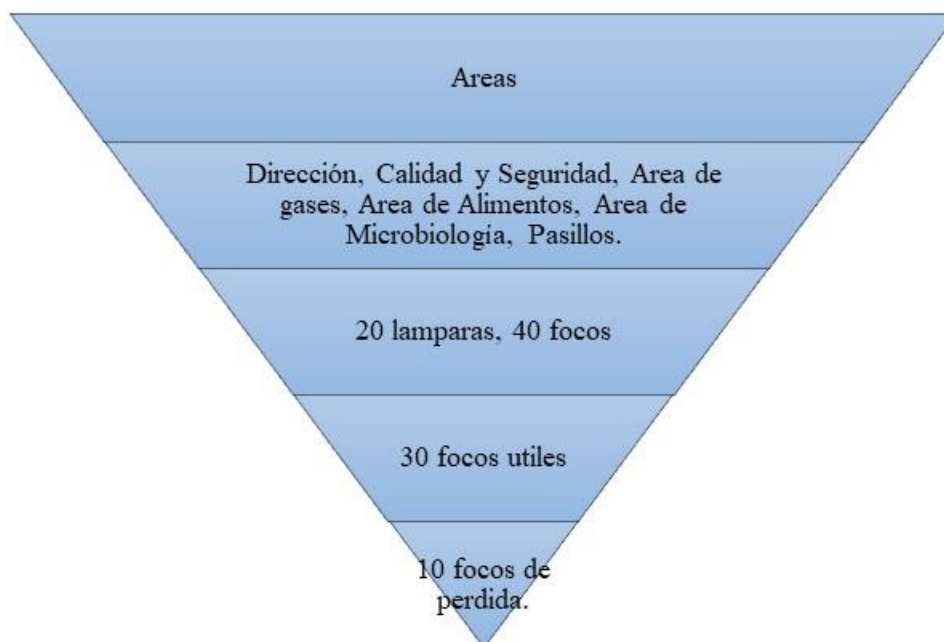 Areas
Dirección, Calidad y Seguridad, Area de
gases, Area de Alimentos, Area de
Microbiología, Pasillos.
20 lamparas, 40 focos
30 focos utiles
10 focos de
perdida.